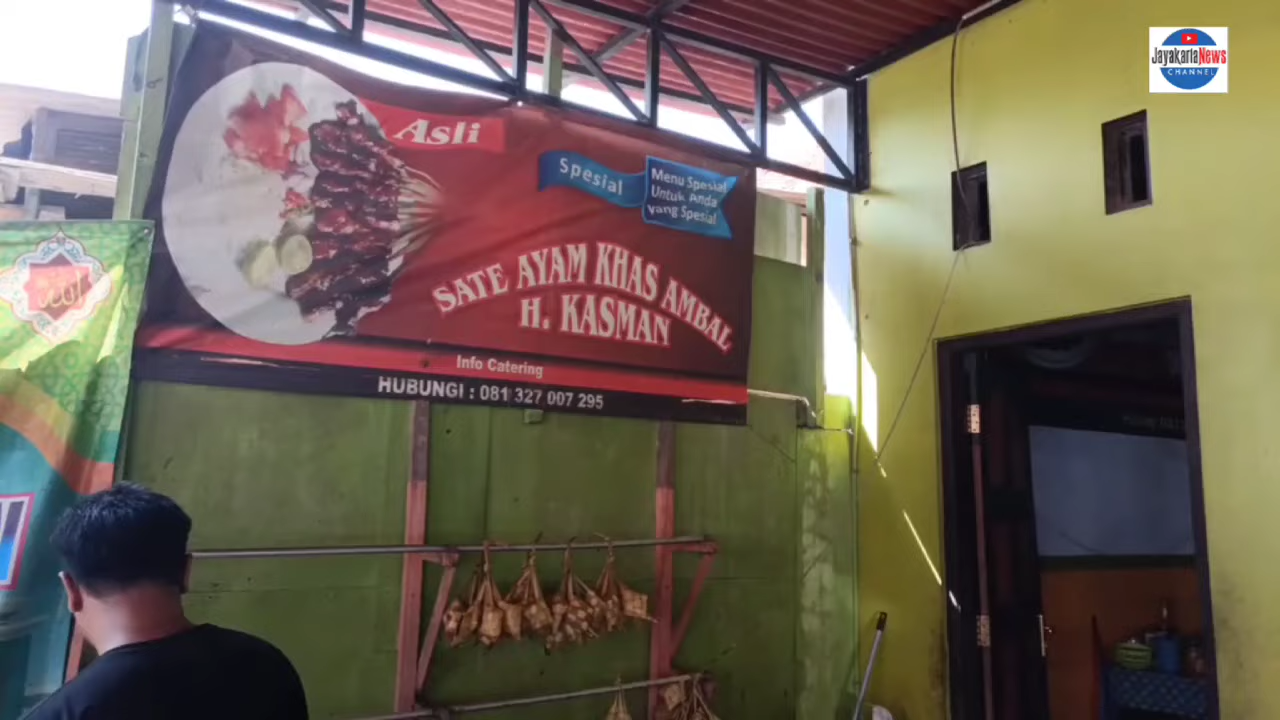 JayakartaNews
CHANNEL
Asli
Spesial
Menu Spesial
Untuk Anda
yang Spesial
SATE AYAM KHAS AMBAL
H. KASMAN
Info Catering
HUBUNGI : 081 327 007 295